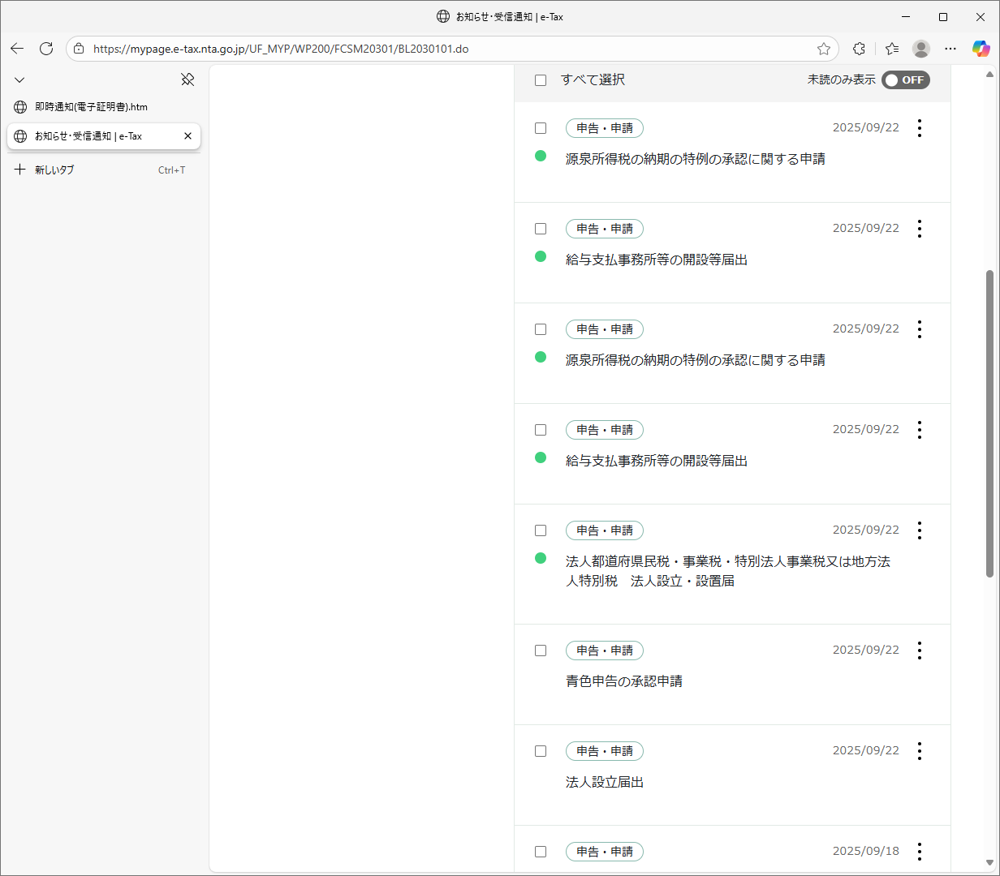 お知らせ・受信通知 | e-Tax
https://mypage.e-tax.nta.go.jp/UF_MYP/WP200/FCSM20301/BL2030101.do
即時通知(電子証明書).htm
お知らせ・受信通知 | e-Tax
新しいタブ Ctrl+T
すべて選択 未読のみ表示 OFF
申告・申請 2025/09/22
源泉所得税の納期の特例の承認に関する申請
申告・申請 2025/09/22
給与支払事務所等の開設等届出
申告・申請 2025/09/22
源泉所得税の納期の特例の承認に関する申請
申告・申請 2025/09/22
給与支払事務所等の開設等届出
申告・申請 2025/09/22
法人都道府県民税・事業税・特別法人事業税又は地方法
人特別税　法人設立・設置届
申告・申請 2025/09/22
青色申告の承認申請
申告・申請 2025/09/22
法人設立届出
申告・申請 2025/09/18